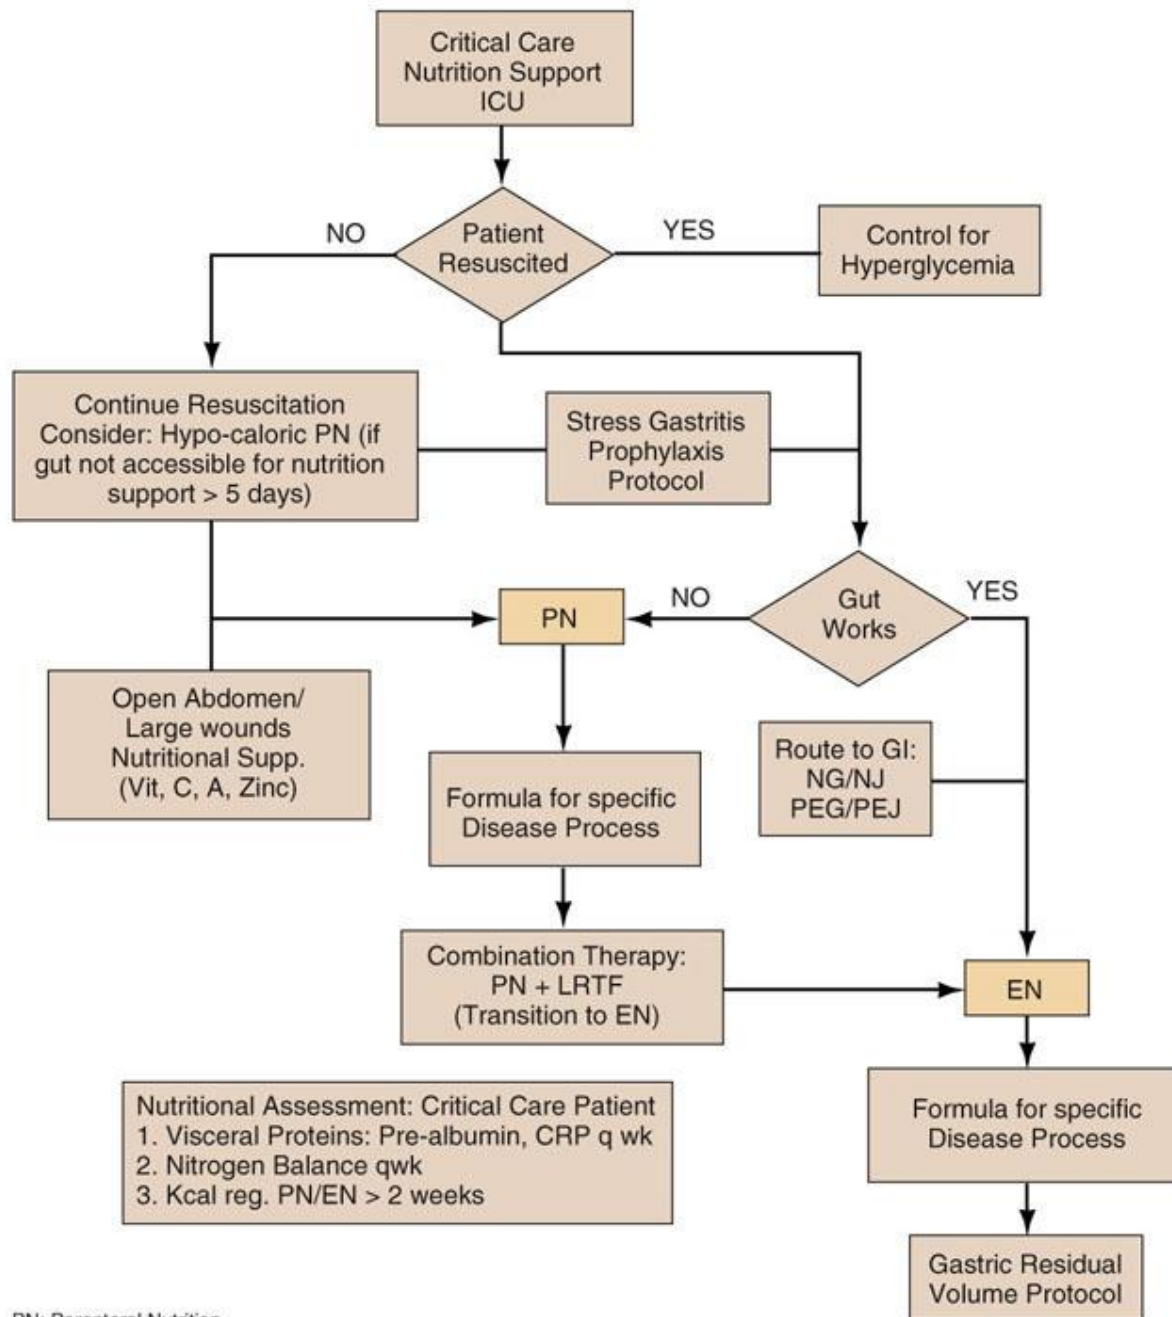 Critical Care
Nutrition Support
ICU
Patient
Resuscited
NO
YES
Control for
Hyperglycemia
Continue Resuscitation
Consider: Hypo-caloric PN (if
gut not accessible for nutrition
support > 5 days)
Stress Gastritis
Prophylaxis
Protocol
Gut
Works
NO
YES
PN
Open Abdomen/
Large wounds
Nutritional Supp.
(Vit, C, A, Zinc)
Route to GI:
NG/NJ
PEG/PEJ
Formula for specific
Disease Process
Combination Therapy:
PN + LRTF
(Transition to EN)
EN
Nutritional Assessment: Critical Care Patient
1. Visceral Proteins: Pre-albumin, CRP q wk
2. Nitrogen Balance qwk
3. Kcal reg. PN/EN > 2 weeks
Formula for specific
Disease Process
Gastric Residual
Volume Protocol
PN: Parenteral Nutrition